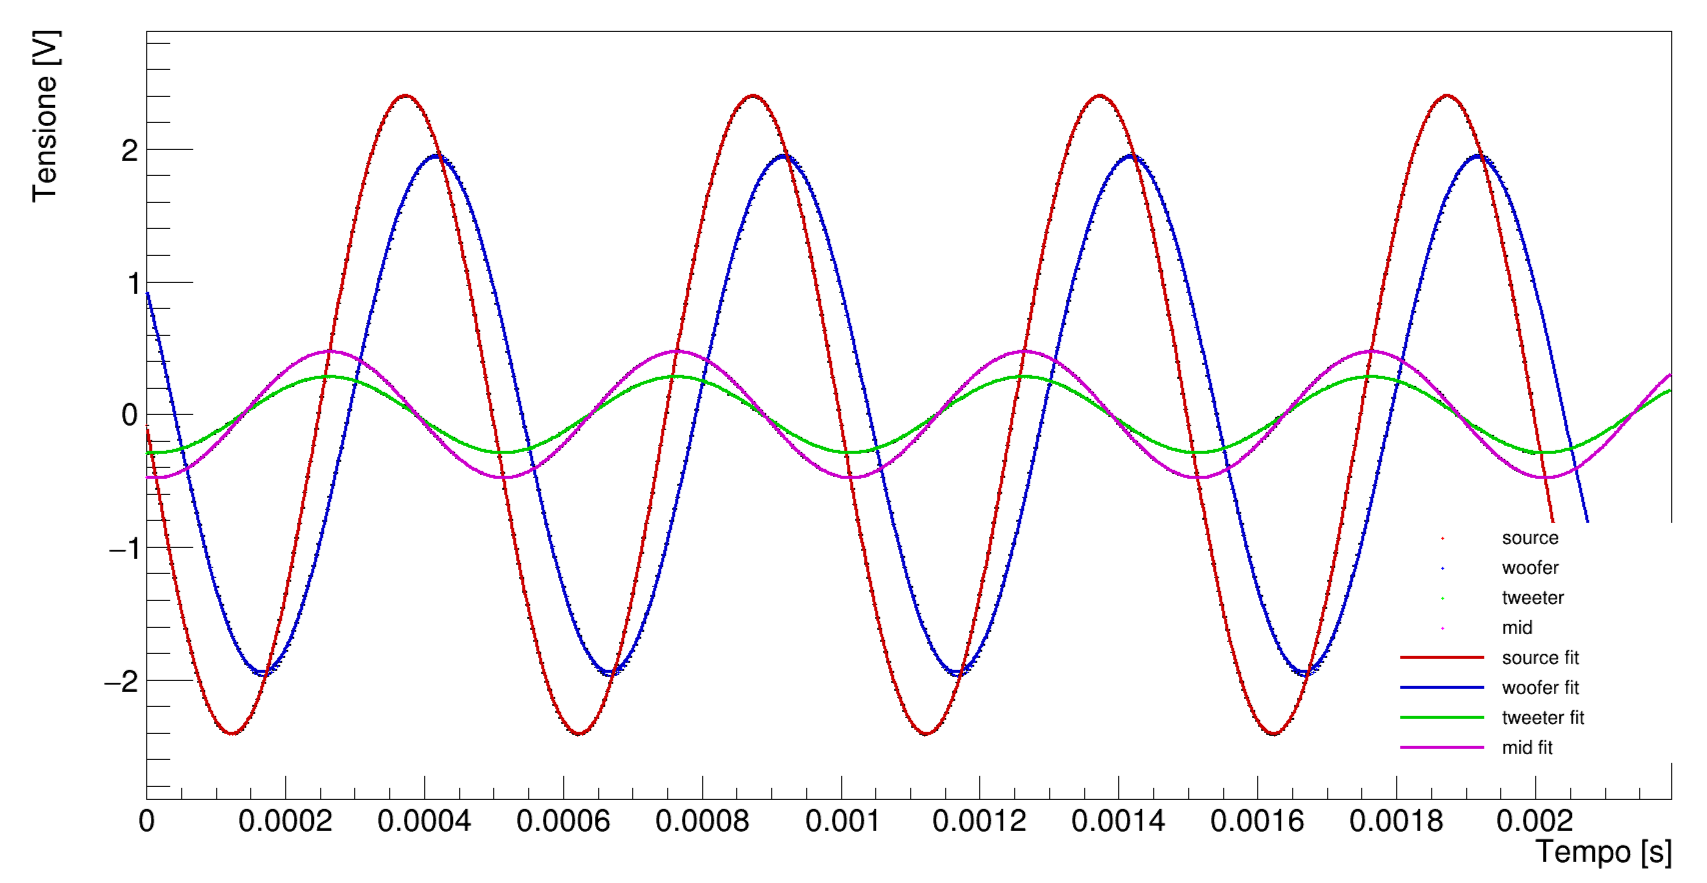 Tensione [V]
2
1
0
−1
−2
0
0.0002
0.0004
0.0006
0.0008
0.001
0.0012
0.0014
0.0016
0.0018
0.002
Tempo [s]
source
woofer
tweeter
mid
source fit
woofer fit
tweeter fit
mid fit